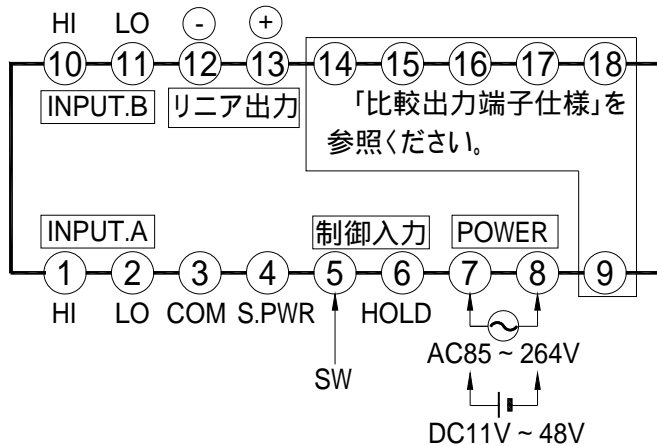 HI LO - +
10 11 12 13 14 15 16 17 18
INPUT.B リニア出力 「比較出力端子仕様」を
参照ください。
INPUT.A 制御入力 POWER
1 2 3 4 5 6 7 8 9
HI LO COM S.PWR HOLD
AC85 ~ 264V
SW
DC11V ~ 48V